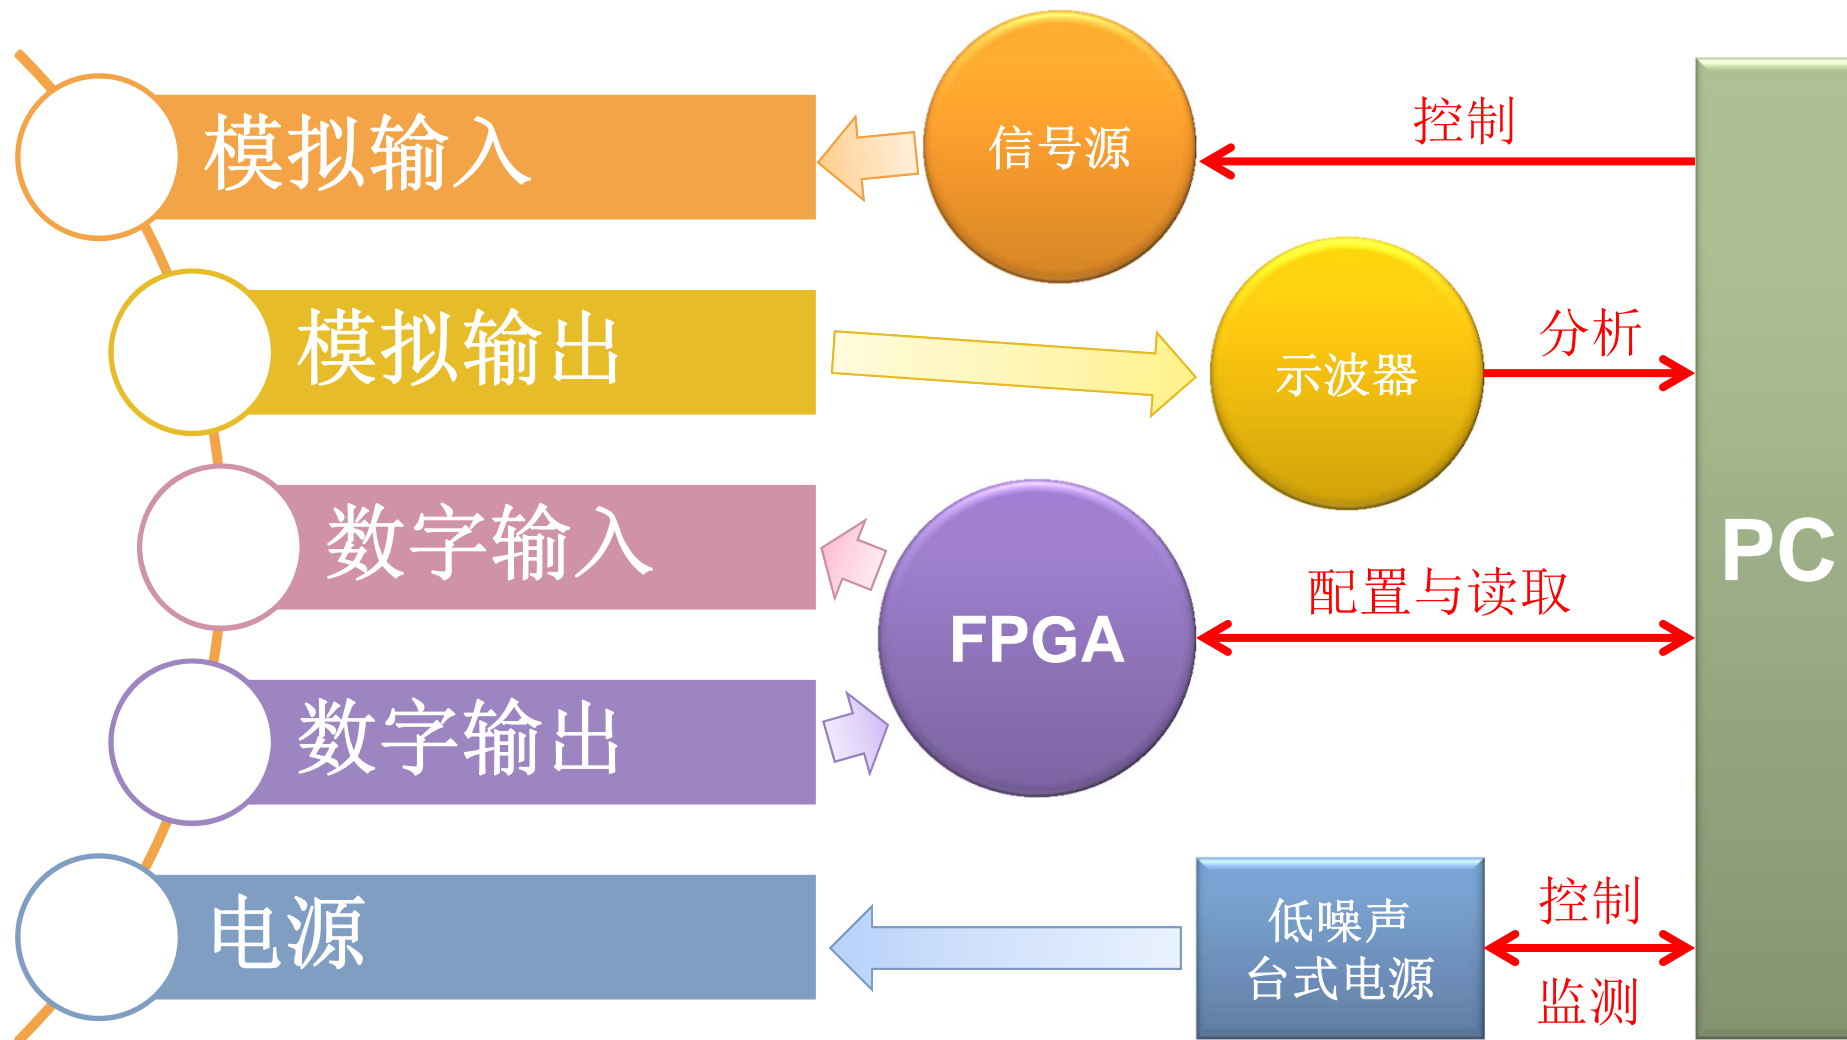 模拟输入
信号源
控制
模拟输出
示波器
分析
数字输入
FPGA
配置与读取
PC
数字输出
电源
低噪声
台式电源
控制
监测